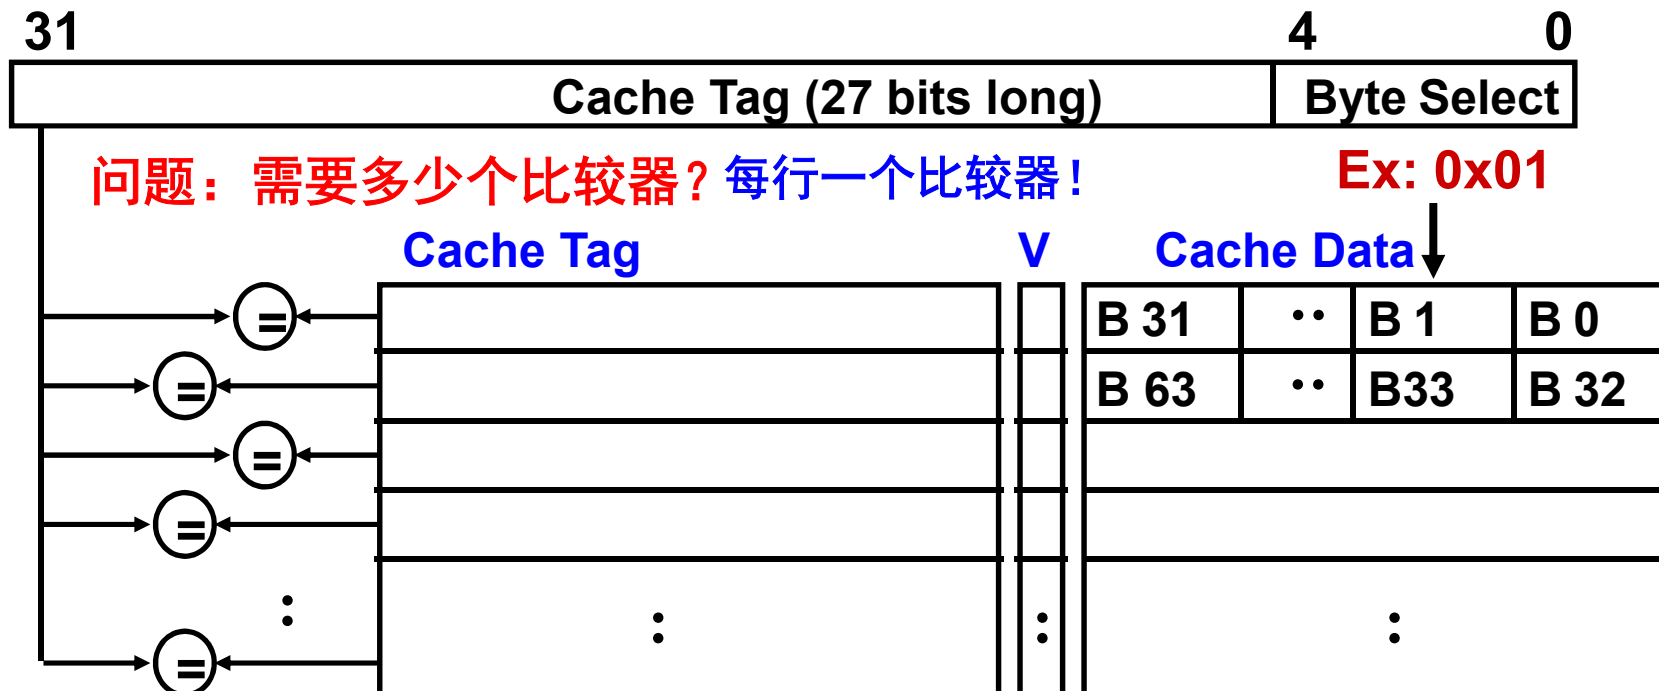 31 4 0
Cache Tag (27 bits long) Byte Select
问题：需要多少个比较器？每行一个比较器！ Ex: 0x01
Cache Tag V Cache Data
= B 31 ·· B 1 B 0
= B 63 ·· B33 B 32
=
=
: : : :
=